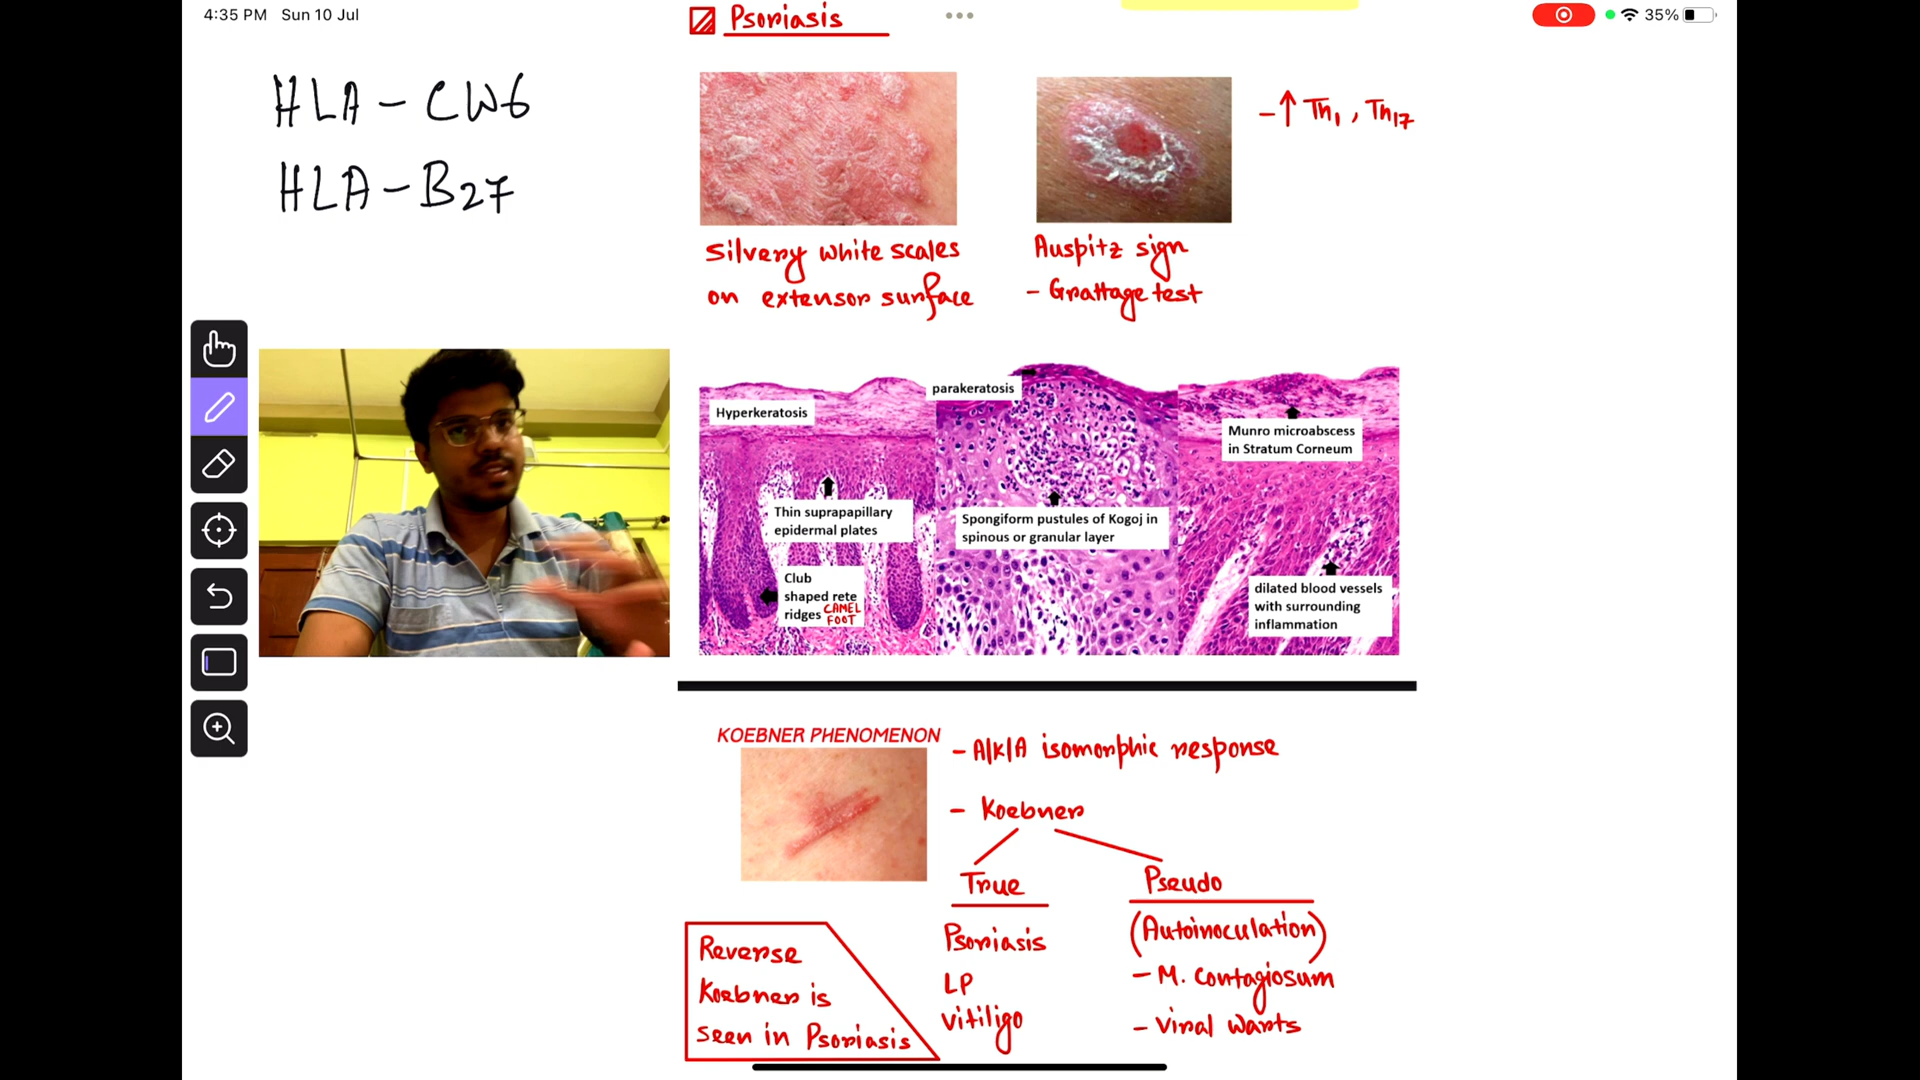 4:35 PM Sun 10 Jul
35%
Psoriasis
HLA - CW6
HLA - B27
- ↑ Th1, Th17
Silvery white scales
on extensor surface
Auspitz sign
- Grattage test
Hyperkeratosis
Thin suprapapillary
epidermal plates
Club
shaped rete
ridges CAMEL
FOOT
parakeratosis
Spongiform pustules of Kogoj in
spinous or granular layer
Munro microabscess
in Stratum Corneum
dilated blood vessels
with surrounding
inflammation
KOEBNER PHENOMENON
- A|K|A isomorphic response
- Koebner
True
Psoriasis
LP
Vitiligo
Pseudo
(Autoinoculation)
- M. Contagiosum
- Viral Warts
Reverse
Koebner is
seen in Psoriasis